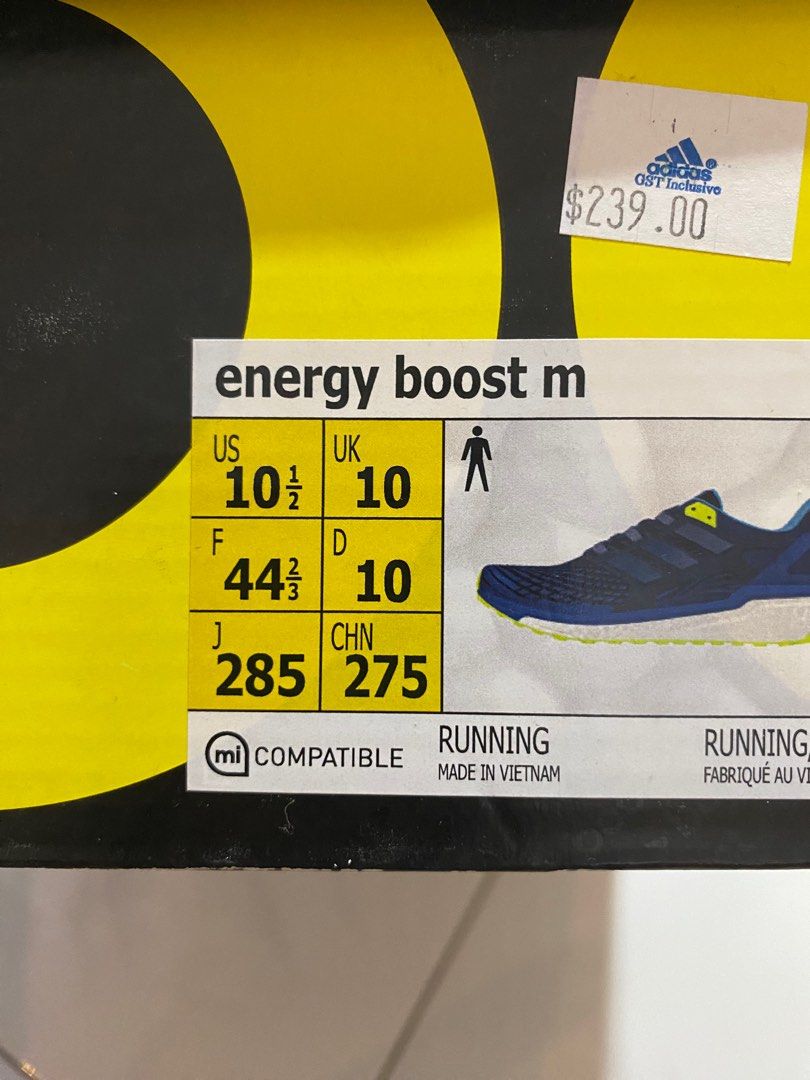 adidas®
GST Inclusive
$239.00
energy boost m
US
10½
UK
10
F
44⅔
D
10
J
285
CHN
275
mi COMPATIBLE
RUNNING
MADE IN VIETNAM
RUNNING,
FABRIQUÉ AU VI